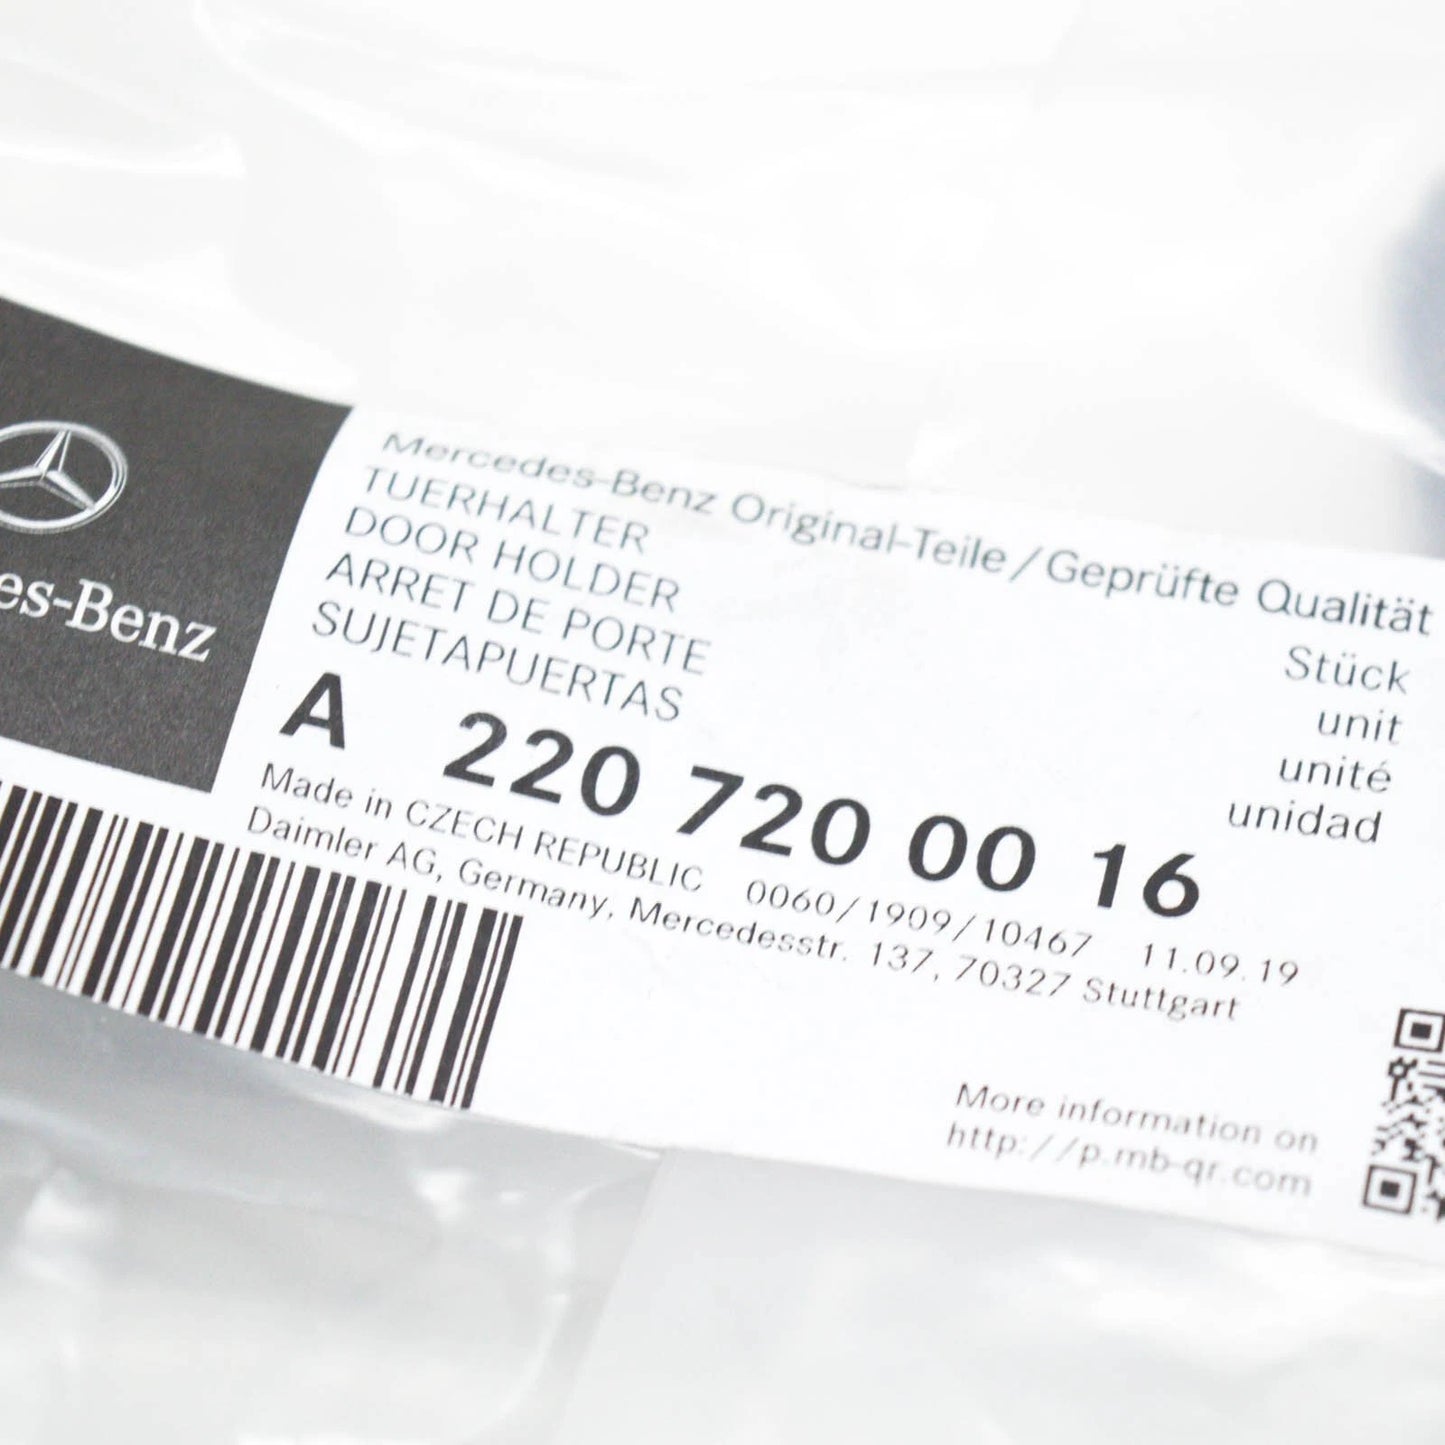 es-Benz
Mercedes-Benz Original-Teile / Geprüfte Qualität
TUERHALTER
DOOR HOLDER
ARRET DE PORTE
SUJETAPUERTAS
Stück
unit
unité
unidad
A 220 720 00 16
Made in CZECH REPUBLIC 0060/1909/10467 11.09.19
Daimler AG, Germany, Mercedesstr. 137, 70327 Stuttgart
More information on
http://p.mb-qr.com